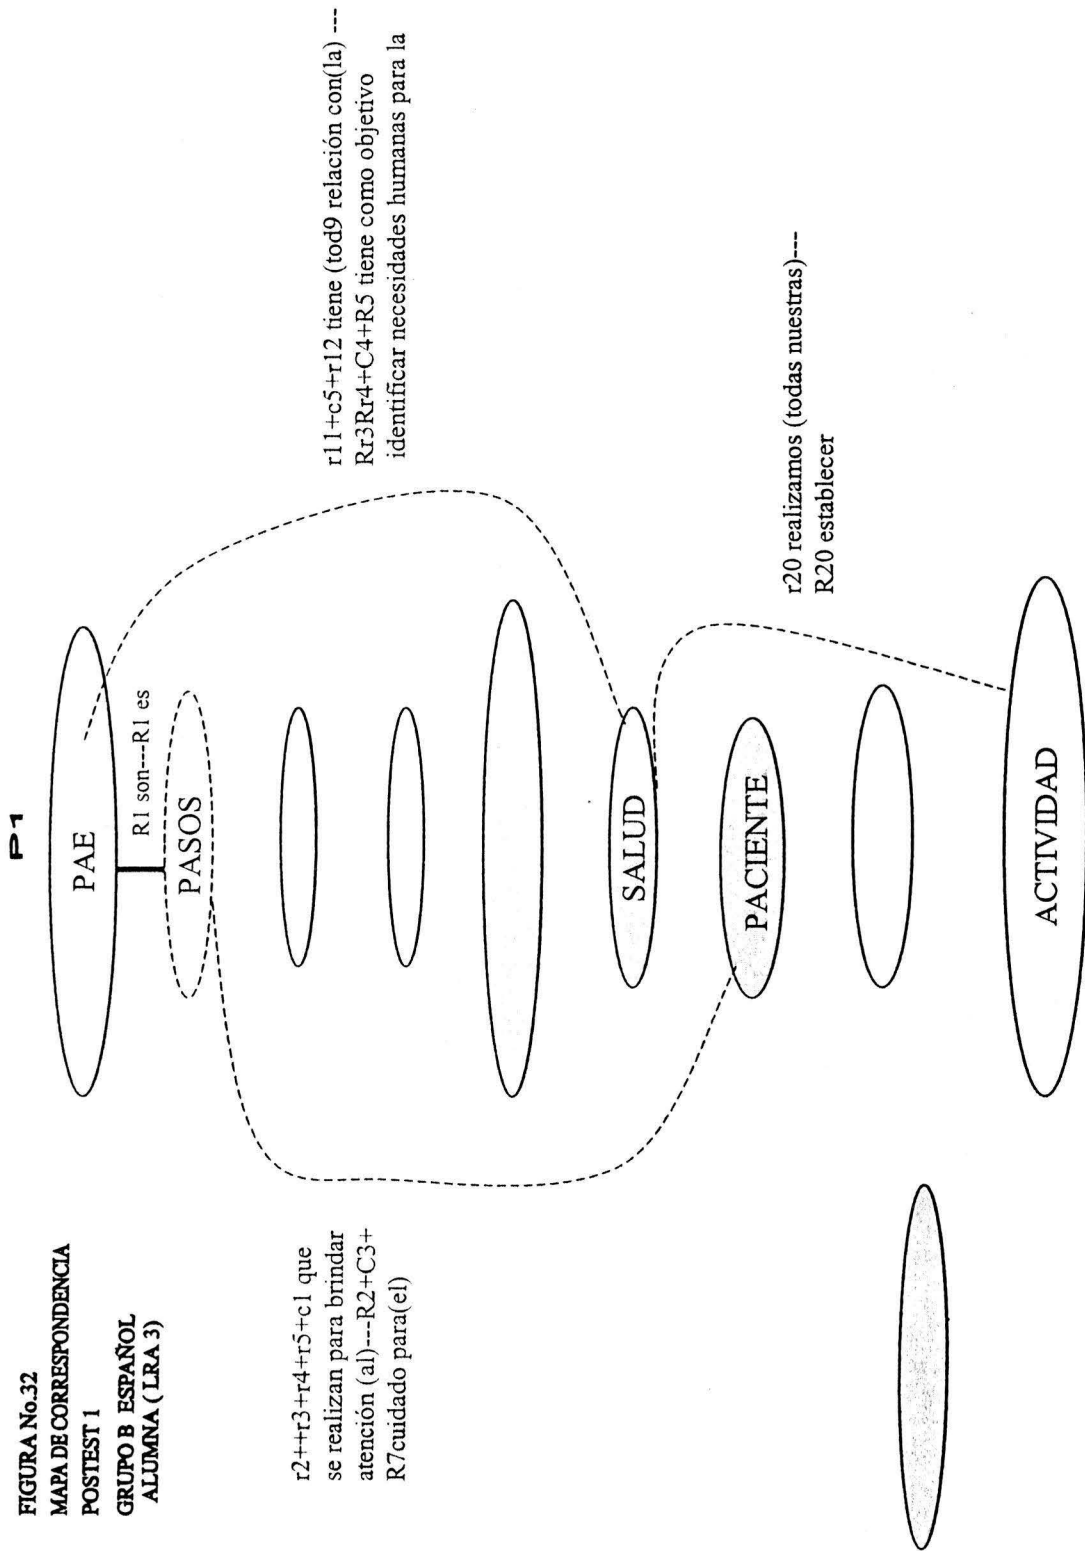 FIGURA No.32
MAPA DE CORRESPONDENCIA
POSTEST 1
GRUPO B ESPAÑOL
ALUMNA ( LRA 3)
P1
PAE
R1 son---R1 es
PASOS
r2++r3+r4+r5+c1 que
se realizan para brindar
atención (al)---R2+C3+
R7cuidado para(el)
r11+c5+r12 tiene (tod9 relación con(la) ---
Rr3Rr4+C4+R5 tiene como objetivo
identificar necesidades humanas para la
SALUD
PACIENTE
r20 realizamos (todas nuestras)---
R20 establecer
ACTIVIDAD